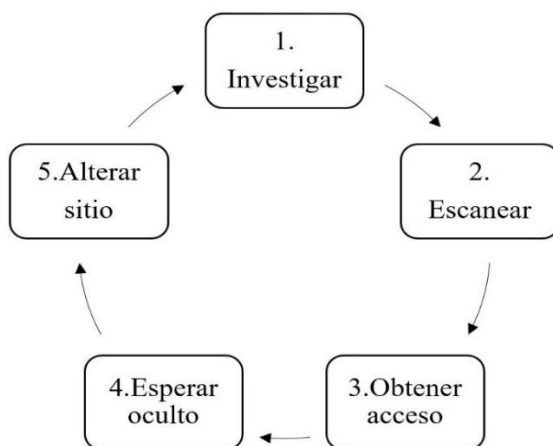 1.
Investigar
2.
Escanear
3.Obtener
acceso
4.Esperar
oculto
5.Alterar
sitio